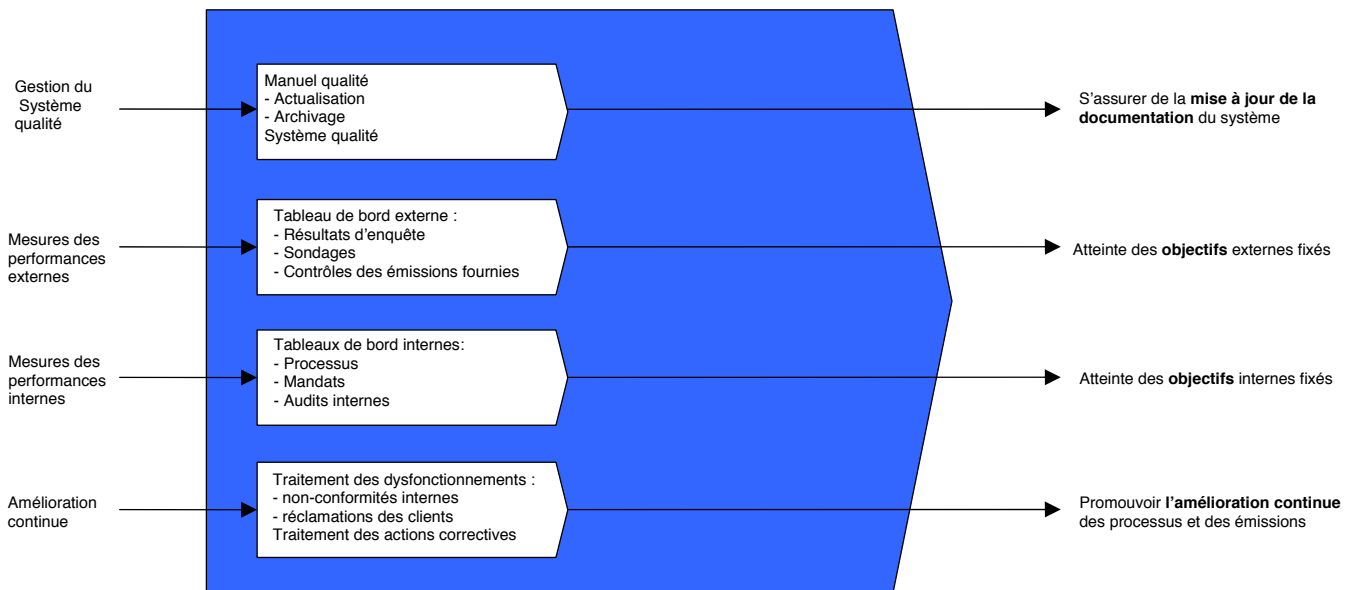 Gestion du
Système
qualité
Manuel qualité
- Actualisation
- Archivage
Système qualité
S’assurer de la mise à jour de la
documentation du système
Mesures des
performances
externes
Tableau de bord externe :
- Résultats d’enquête
- Sondages
- Contrôles des émissions fournies
Atteinte des objectifs externes fixés
Mesures des
performances
internes
Tableaux de bord internes:
- Processus
- Mandats
- Audits internes
Atteinte des objectifs internes fixés
Amélioration
continue
Traitement des dysfonctionnements :
- non-conformités internes
- réclamations des clients
Traitement des actions correctives
Promouvoir l’amélioration continue
des processus et des émissions